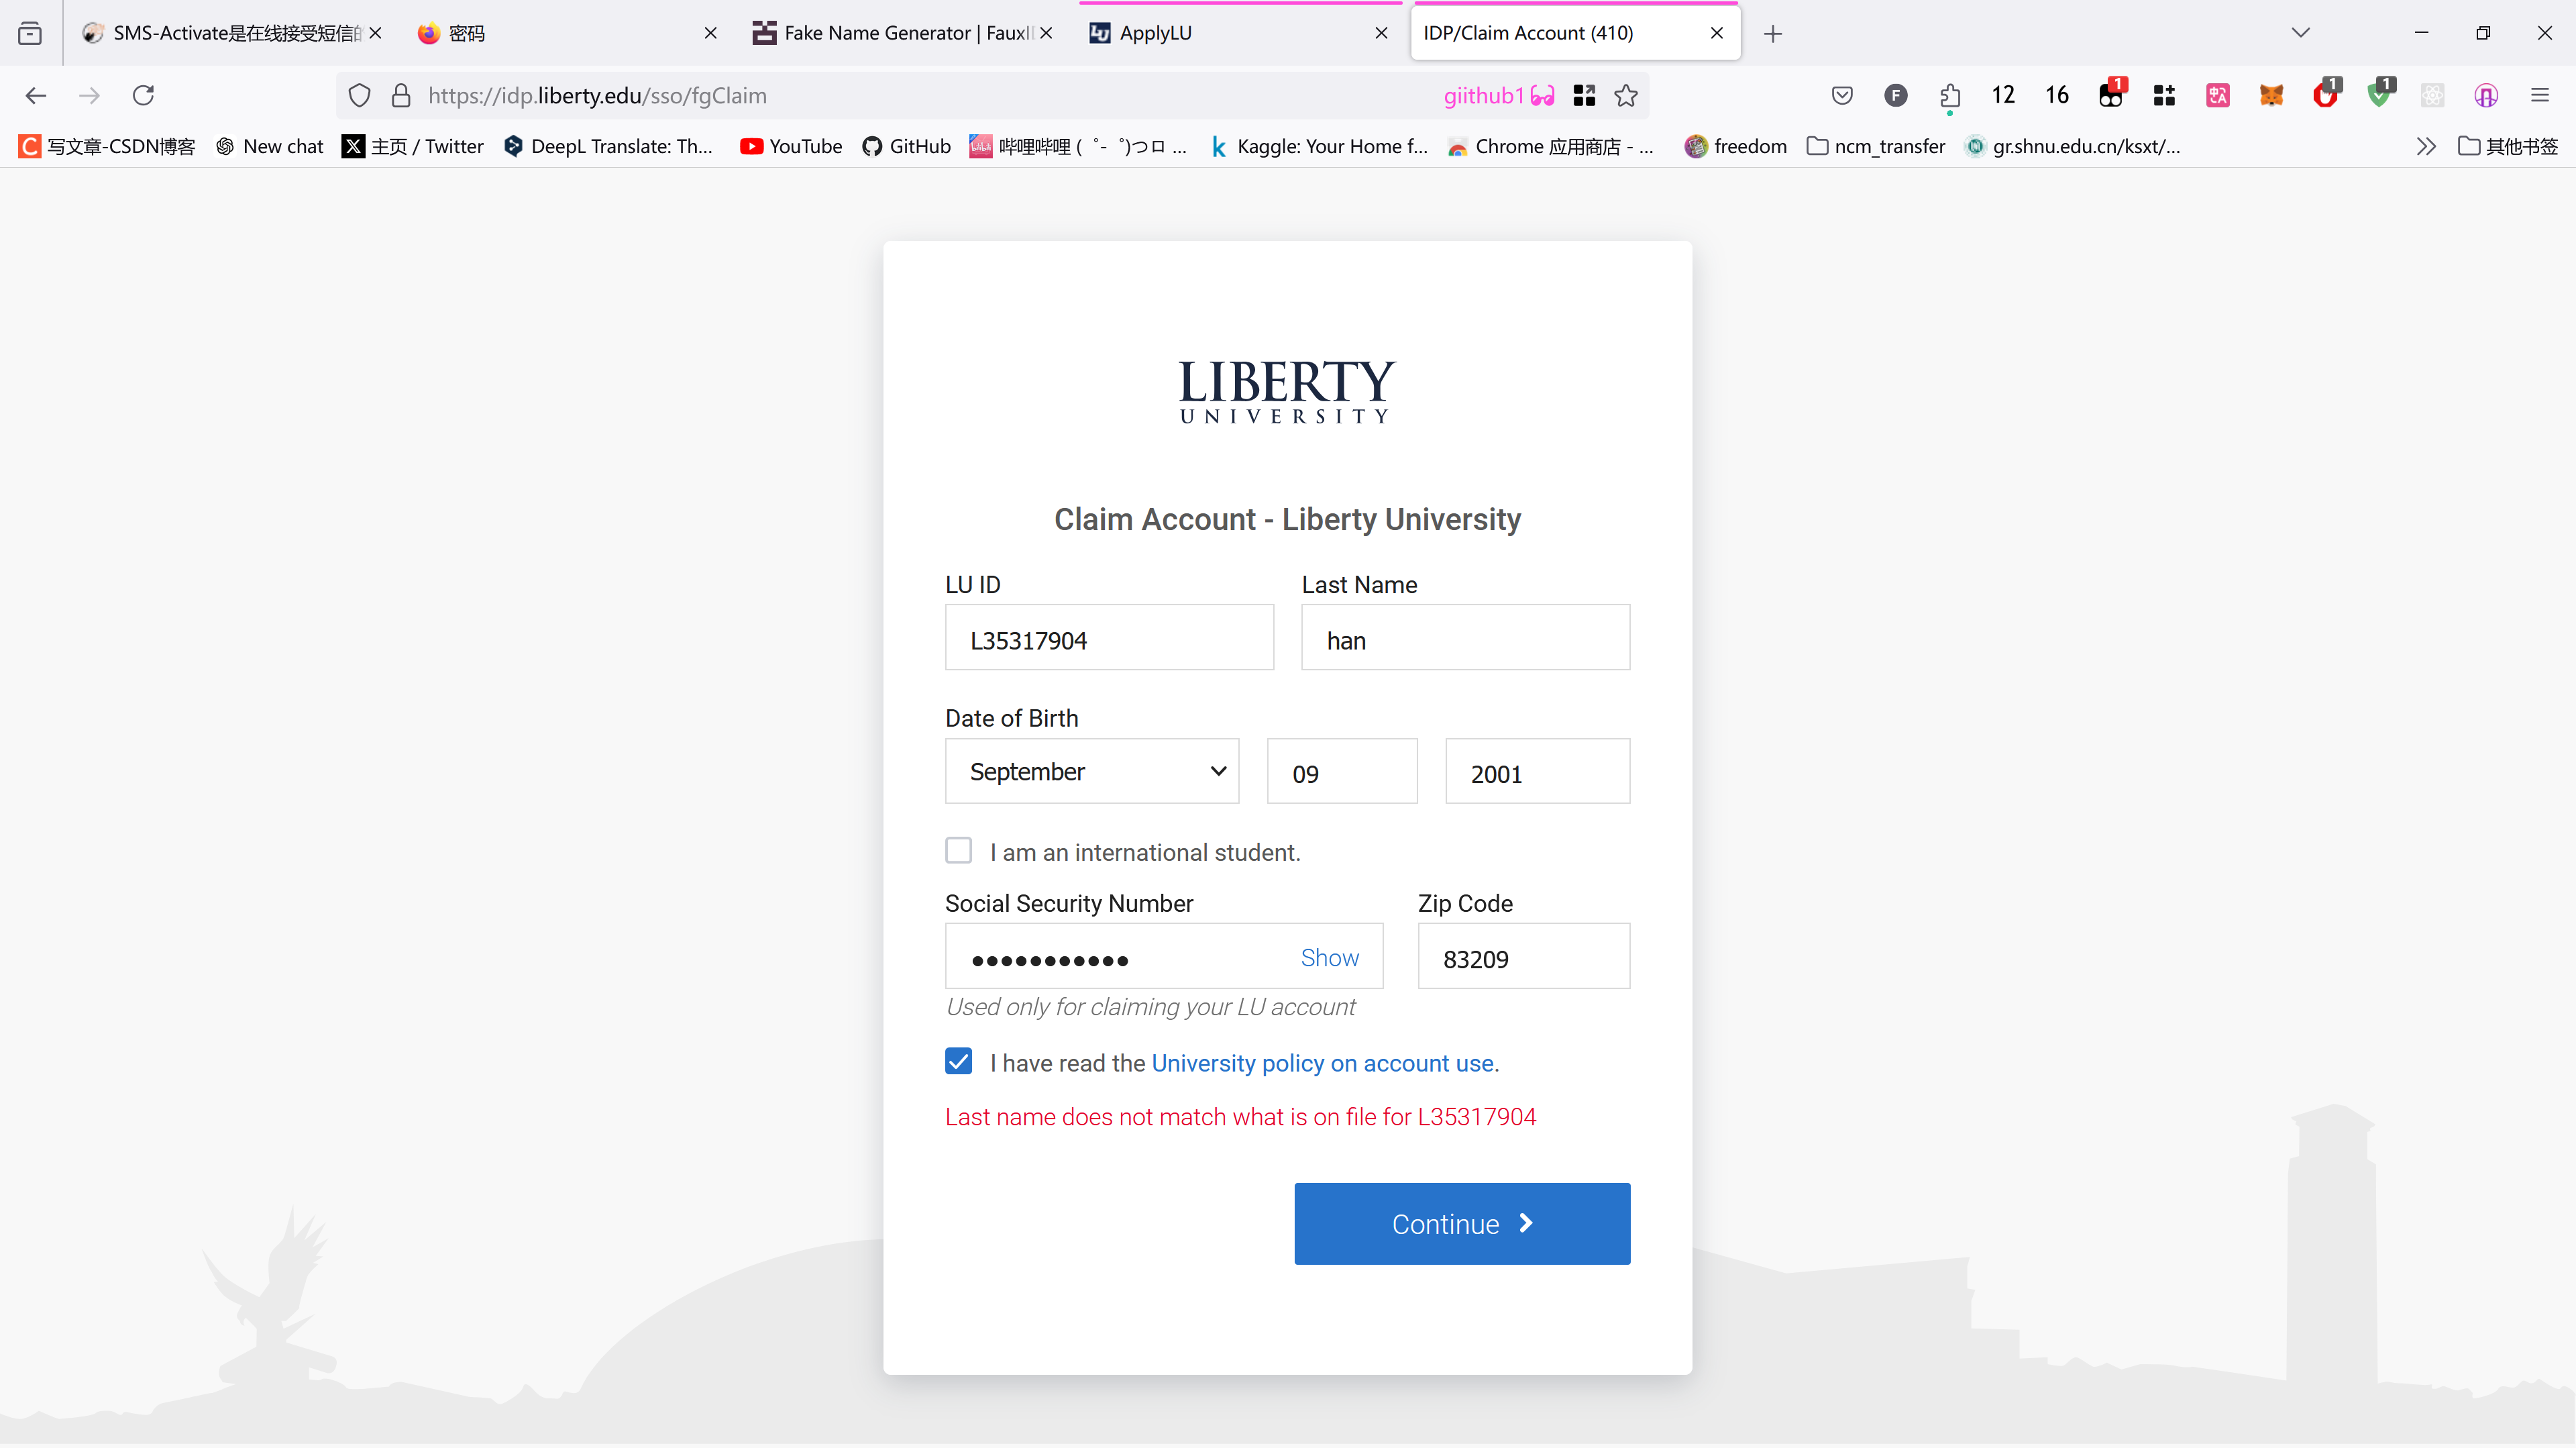 SMS-Activate是在线接受短信的
密码
Fake Name Generator | FauxI
ApplyLU
IDP/Claim Account (410)
https://idp.liberty.edu/sso/fgClaim
giithub1
F
12
16
1
1
1
写文章-CSDN博客
New chat
主页 / Twitter
DeepL Translate: Th...
YouTube
GitHub
哔哩哔哩 ( ゜- ゜)つロ ...
Kaggle: Your Home f...
Chrome 应用商店 - ...
freedom
ncm_transfer
gr.shnu.edu.cn/ksxt/...
其他书签
LIBERTY
UNIVERSITY
Claim Account - Liberty University
LU ID
Last Name
L35317904
han
Date of Birth
September
09
2001
I am an international student.
Social Security Number
Zip Code
●●●●●●●●●●●
Show
83209
Used only for claiming your LU account
I have read the University policy on account use.
Last name does not match what is on file for L35317904
Continue